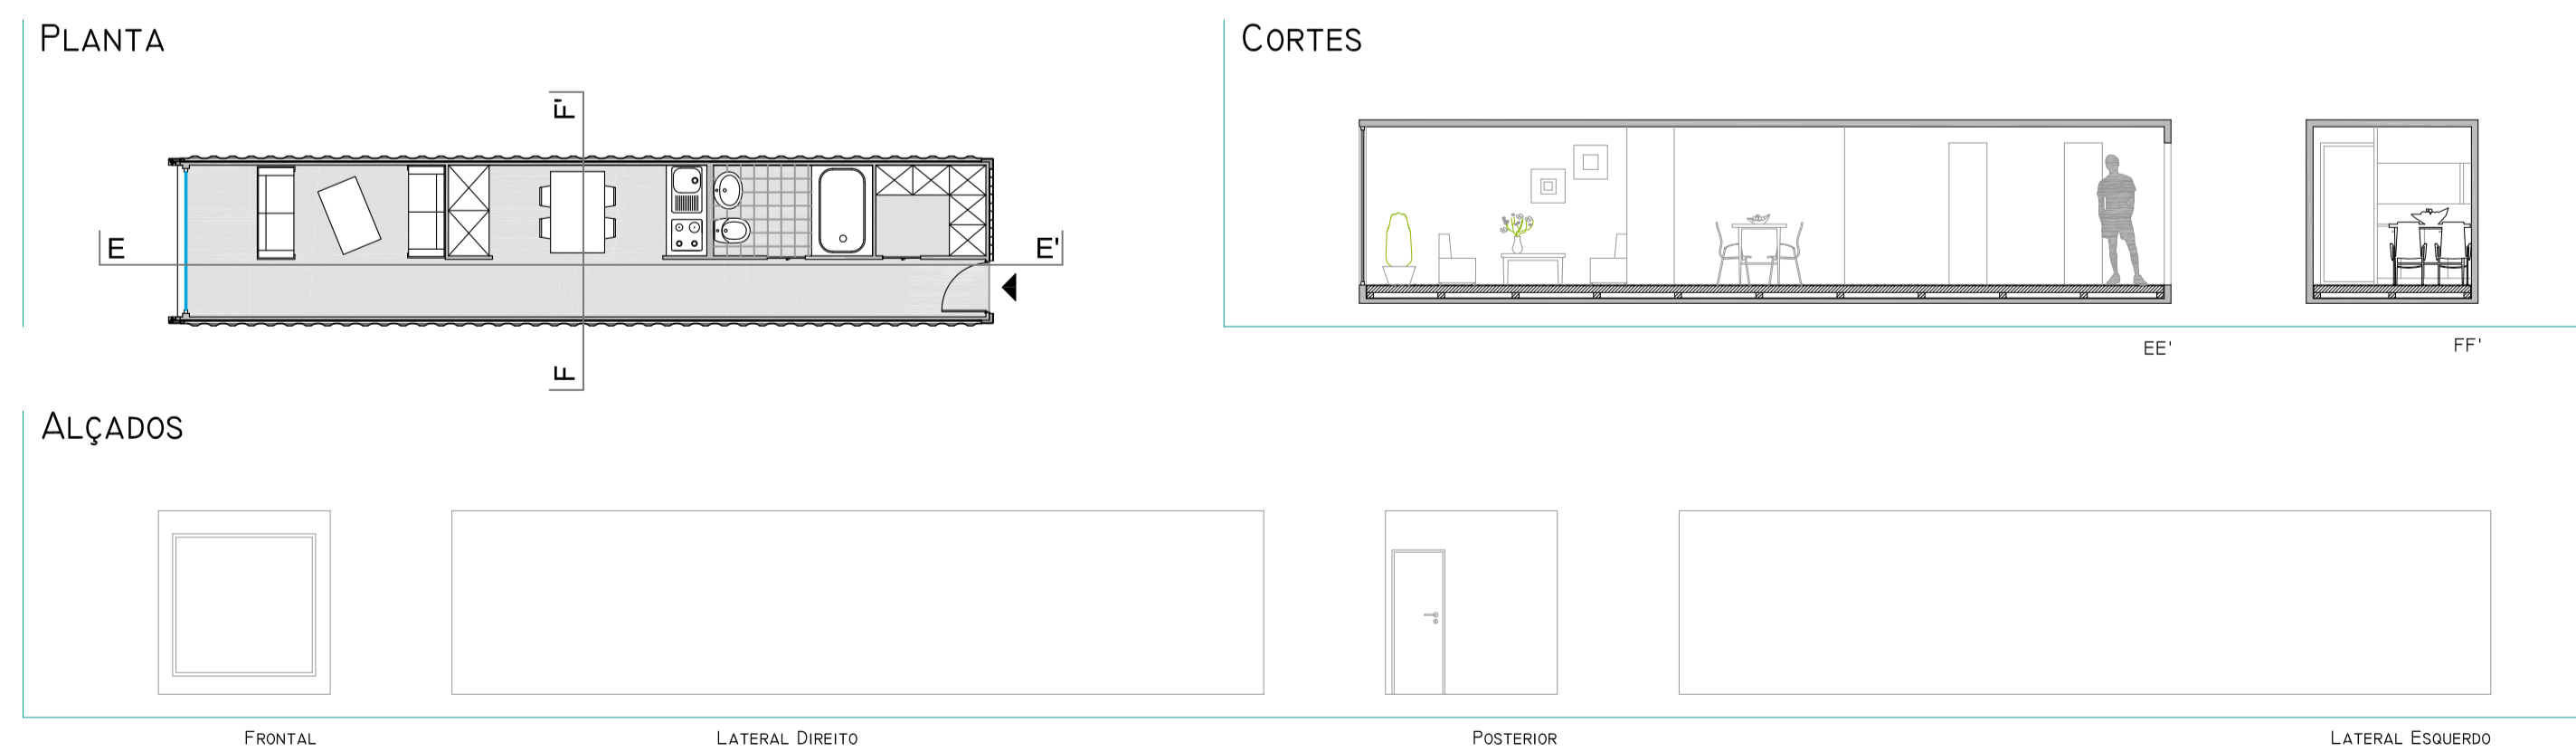 PLANTA
CORTES
F'
E
E'
F
EE'
FF'
ALÇADOS
FRONTAL
LATERAL DIREITO
POSTERIOR
LATERAL ESQUERDO